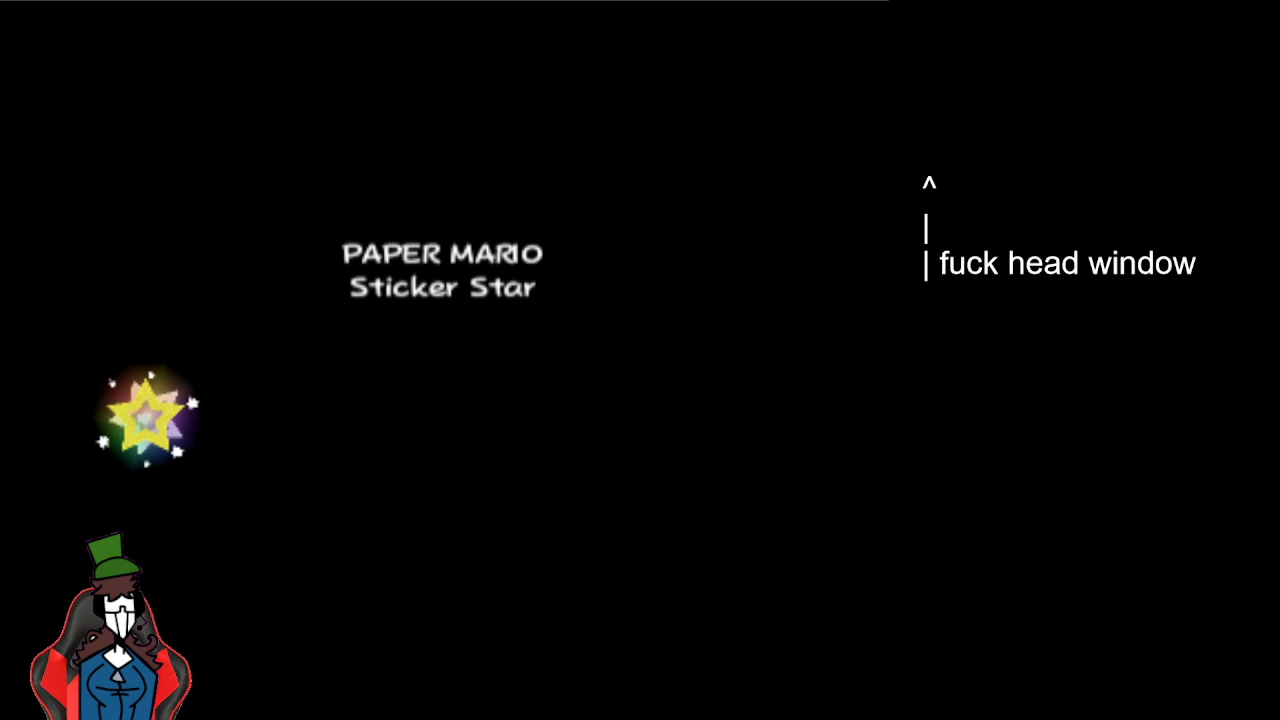 PAPER MARIO
Sticker Star
^
|
| fuck head window